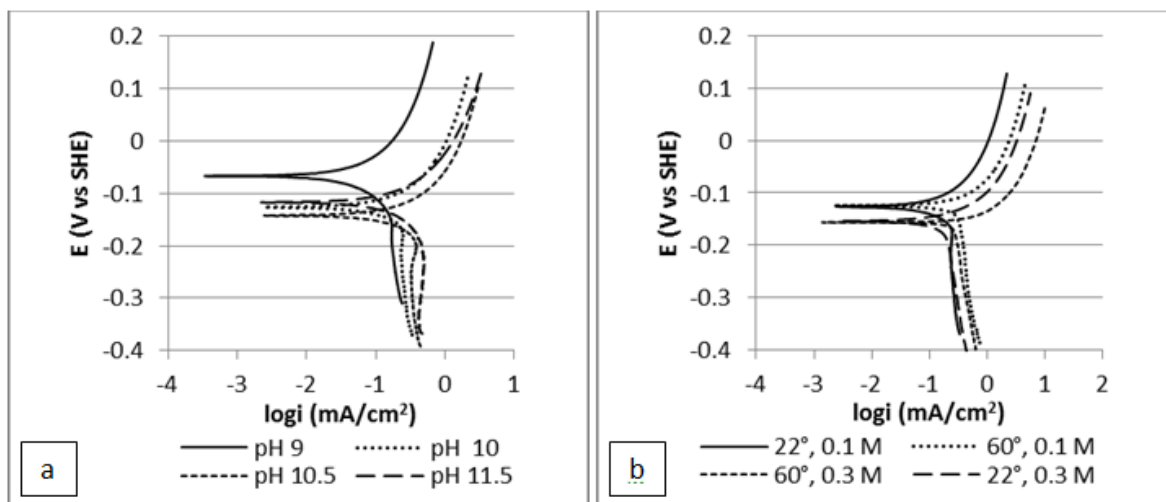 0.2
0.1
0
-0.1
-0.2
-0.3
-0.4
E (V vs SHE)
-4 -3 -2 -1 0 1
logi (mA/cm²)
pH 9 pH 10
pH 10.5 pH 11.5
a
0.2
0.1
0
-0.1
-0.2
-0.3
-0.4
E (V vs SHE)
-4 -3 -2 -1 0 1 2
logi (mA/cm²)
22°, 0.1 M 60°, 0.1 M
60°, 0.3 M 22°, 0.3 M
b